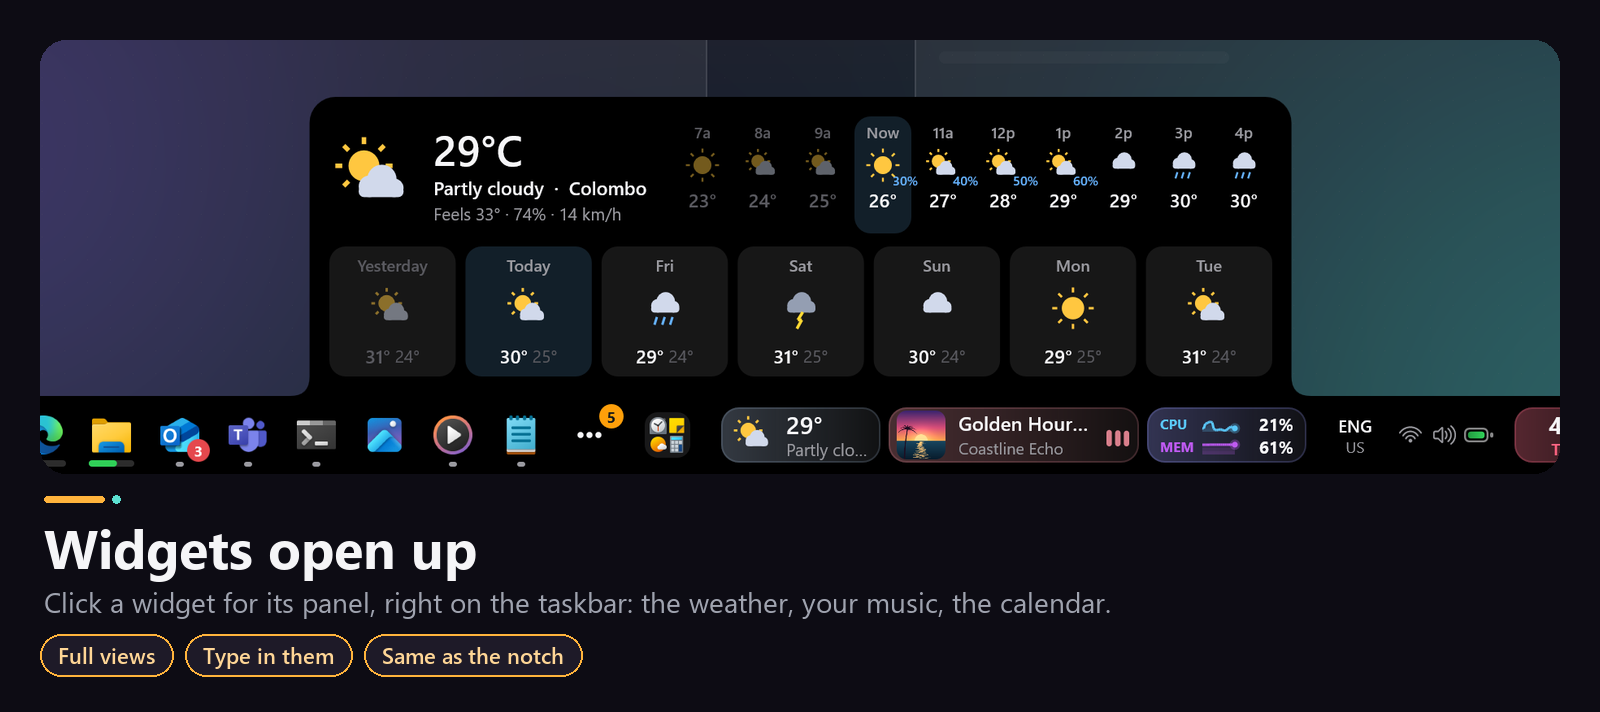 29°C
Partly cloudy · Colombo
Feels 33° · 74% · 14 km/h
7a 8a 9a Now 11a 12p 1p 2p 3p 4p
30% 40% 50% 60%
23° 24° 25° 26° 27° 28° 29° 29° 30° 30°
Yesterday Today Fri Sat Sun Mon Tue
31° 24° 30° 25° 29° 24° 31° 25° 30° 24° 29° 25° 31° 24°
3
5
29°
Partly clo...
Golden Hour...
Coastline Echo
CPU 21%
MEM 61%
ENG
US
4
T
Widgets open up
Click a widget for its panel, right on the taskbar: the weather, your music, the calendar.
Full views Type in them Same as the notch